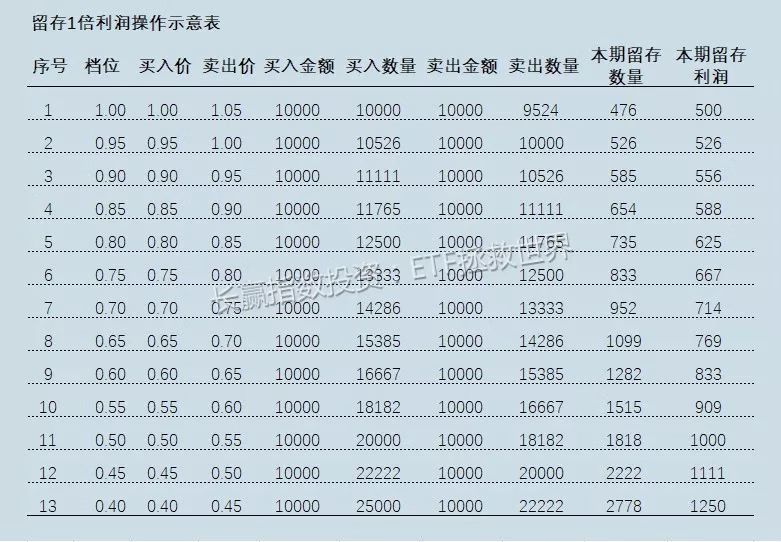 留存1倍利润操作示意表
序号 档位 买入价 卖出价 买入金额 买入数量 卖出金额 卖出数量 本期留存数量 本期留存利润
1 1.00 1.00 1.05 10000 10000 10000 9524 476 500
2 0.95 0.95 1.00 10000 10526 10000 10000 526 526
3 0.90 0.90 0.95 10000 11111 10000 10526 585 556
4 0.85 0.85 0.90 10000 11765 10000 11111 654 588
5 0.80 0.80 0.85 10000 12500 10000 11765 735 625
6 0.75 0.75 0.80 10000 13333 10000 12500 833 667
7 0.70 0.70 0.75 10000 14286 10000 13333 952 714
8 0.65 0.65 0.70 10000 15385 10000 14286 1099 769
9 0.60 0.60 0.65 10000 16667 10000 15385 1282 833
10 0.55 0.55 0.60 10000 18182 10000 16667 1515 909
11 0.50 0.50 0.55 10000 20000 10000 18182 1818 1000
12 0.45 0.45 0.50 10000 22222 10000 20000 2222 1111
13 0.40 0.40 0.45 10000 25000 10000 22222 2778 1250
长赢指数投资·ETF拯救世界